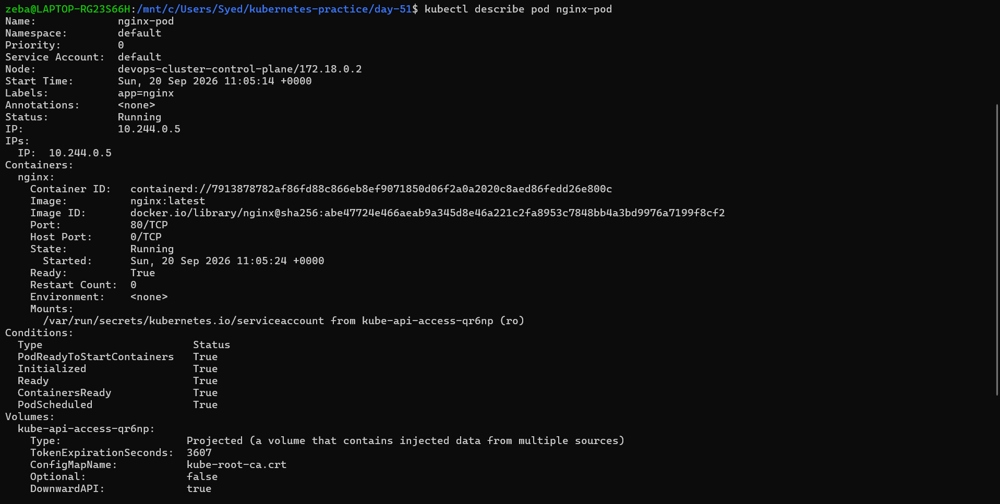 zeba@LAPTOP-RG23S66H:/mnt/c/Users/Syed/kubernetes-practice/day-51$ kubectl describe pod nginx-pod
Name:             nginx-pod
Namespace:        default
Priority:         0
Service Account:  default
Node:             devops-cluster-control-plane/172.18.0.2
Start Time:       Sun, 20 Sep 2026 11:05:14 +0000
Labels:           app=nginx
Annotations:      <none>
Status:           Running
IP:               10.244.0.5
IPs:
  IP:  10.244.0.5
Containers:
  nginx:
    Container ID:   containerd://7913878782af86fd88c866eb8ef9071850d06f2a0a2020c8aed86fedd26e800c
    Image:          nginx:latest
    Image ID:       docker.io/library/nginx@sha256:abe47724e466aeab9a345d8e46a221c2fa8953c7848bb4a3bd9976a7199f8cf2
    Port:           80/TCP
    Host Port:      0/TCP
    State:          Running
      Started:      Sun, 20 Sep 2026 11:05:24 +0000
    Ready:          True
    Restart Count:  0
    Environment:    <none>
    Mounts:
      /var/run/secrets/kubernetes.io/serviceaccount from kube-api-access-qr6np (ro)
Conditions:
  Type                        Status
  PodReadyToStartContainers   True
  Initialized                 True
  Ready                       True
  ContainersReady             True
  PodScheduled                True
Volumes:
  kube-api-access-qr6np:
    Type:                    Projected (a volume that contains injected data from multiple sources)
    TokenExpirationSeconds:  3607
    ConfigMapName:           kube-root-ca.crt
    Optional:                false
    DownwardAPI:             true